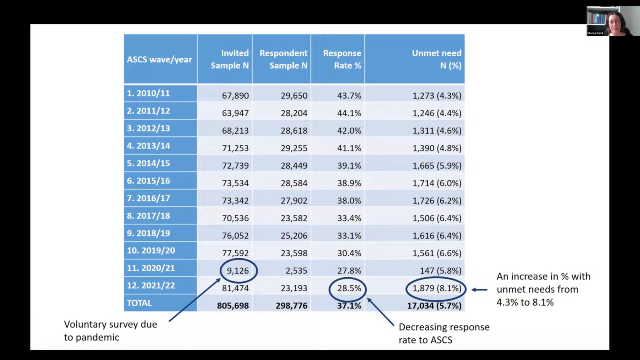 ASCS wave/year Invited Sample N Respondent Sample N Response Rate % Unmet need N (%)
1. 2010/11 67,890 29,650 43.7% 1,273 (4.3%)
2. 2011/12 63,947 28,204 44.1% 1,246 (4.4%)
3. 2012/13 68,213 28,618 42.0% 1,311 (4.6%)
4. 2013/14 71,253 29,255 41.1% 1,390 (4.8%)
5. 2014/15 72,739 28,449 39.1% 1,665 (5.9%)
6. 2015/16 73,534 28,584 38.9% 1,714 (6.0%)
7. 2016/17 73,342 27,902 38.0% 1,726 (6.2%)
8. 2017/18 70,536 23,582 33.4% 1,506 (6.4%)
9. 2018/19 76,052 25,206 33.1% 1,616 (6.4%)
10. 2019/20 77,592 23,598 30.4% 1,561 (6.6%)
11. 2020/21 9,126 2,535 27.8% 147 (5.8%)
12. 2021/22 81,474 23,193 28.5% 1,879 (8.1%)
TOTAL 805,698 298,776 37.1% 17,034 (5.7%)
An increase in % with
unmet needs from
4.3% to 8.1%
Voluntary survey due
to pandemic
Decreasing response
rate to ASCS